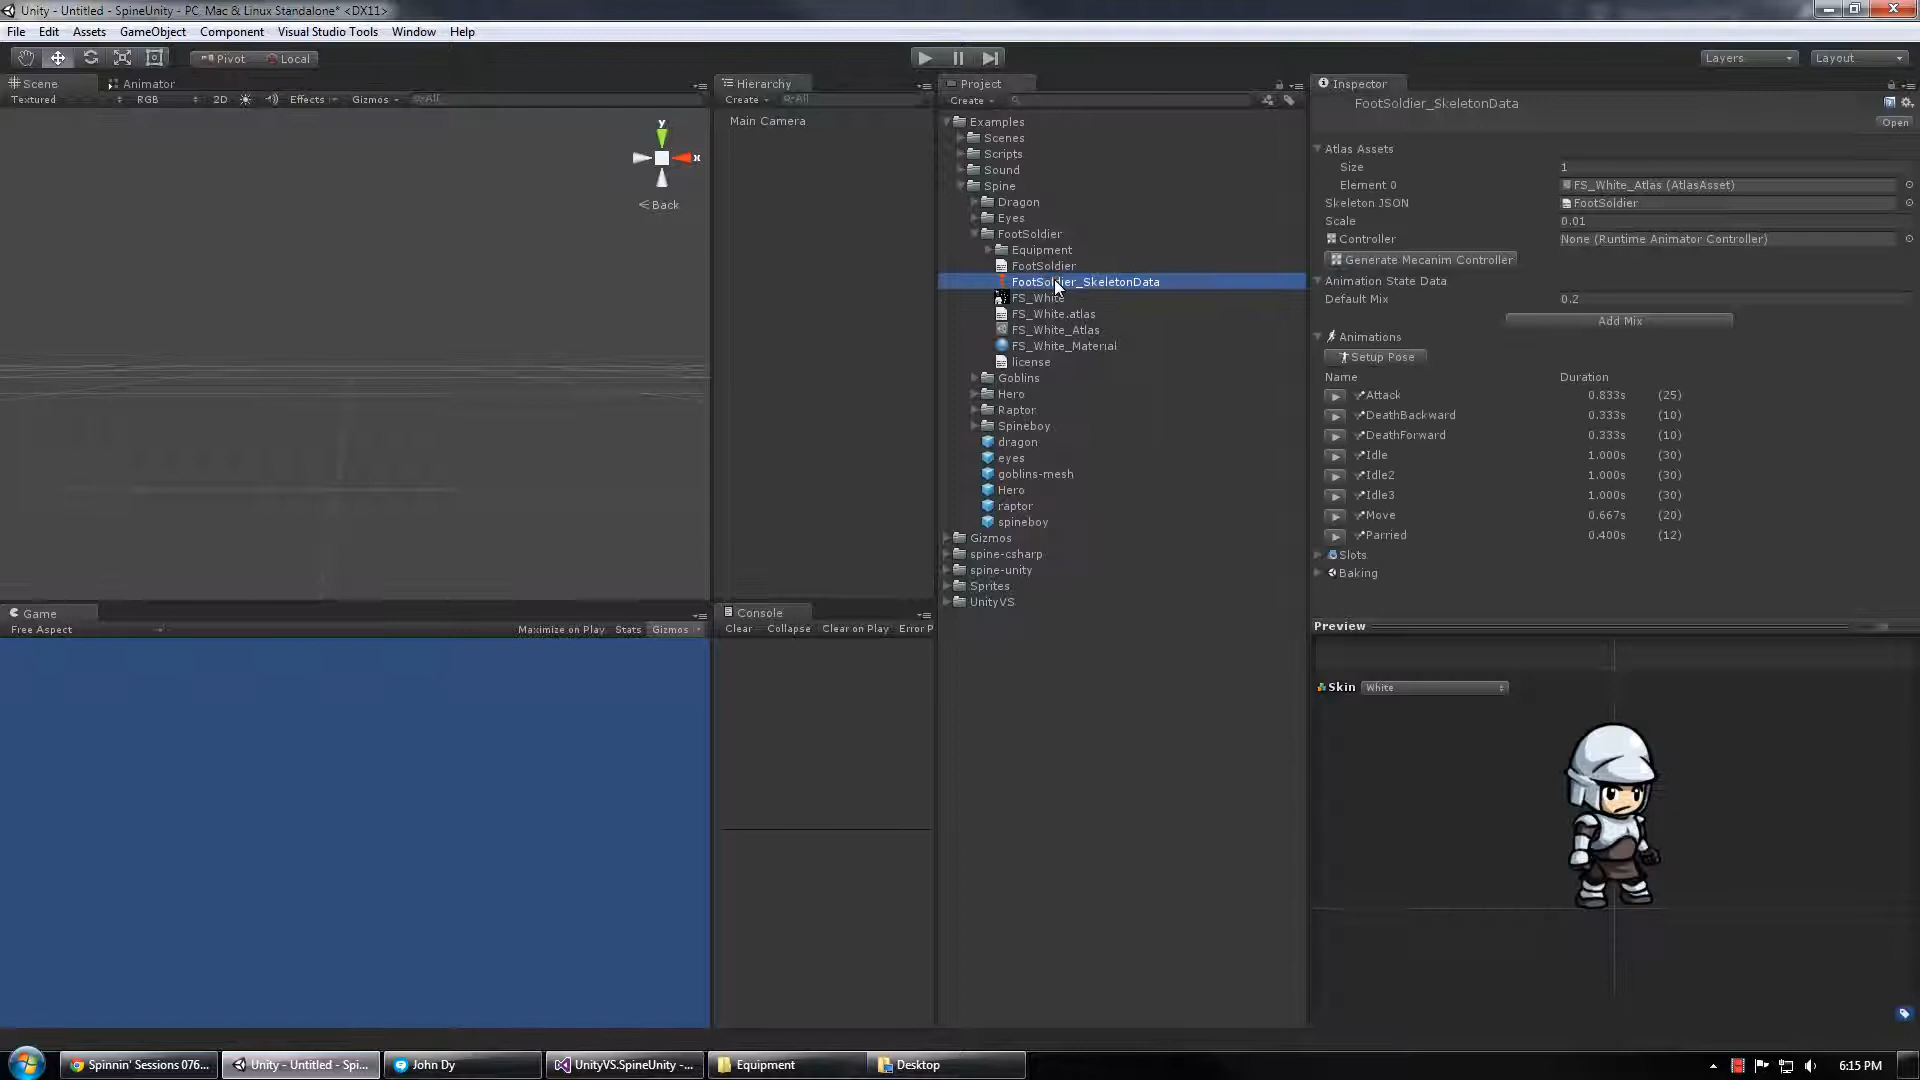 Unity - Untitled - SpineUnity - PC, Mac & Linux Standalone* <DX11>
File Edit Assets GameObject Component Visual Studio Tools Window Help
Pivot Local Layers Layout
Scene Animator
Textured RGB 2D Effects Gizmos All
y
x
Back
Game
Free Aspect Maximize on Play Stats Gizmos
Hierarchy
Create All
Main Camera
Console
Clear Collapse Clear on Play Error P
Project
Create
Examples
Scenes
Scripts
Sound
Spine
Dragon
Eyes
FootSoldier
Equipment
FootSoldier
FootSoldier_SkeletonData
FS_White
FS_White.atlas
FS_White_Atlas
FS_White_Material
license
Goblins
Hero
Raptor
Spineboy
dragon
eyes
goblins-mesh
Hero
raptor
spineboy
Gizmos
spine-csharp
spine-unity
Sprites
UnityVS
Inspector
FootSoldier_SkeletonData
Open
Atlas Assets
Size 1
Element 0 FS_White_Atlas (AtlasAsset)
Skeleton JSON FootSoldier
Scale 0.01
Controller None (Runtime Animator Controller)
Generate Mecanim Controller
Animation State Data
Default Mix 0.2
Add Mix
Animations
Setup Pose
Name Duration
Attack 0.833s (25)
DeathBackward 0.333s (10)
DeathForward 0.333s (10)
Idle 1.000s (30)
Idle2 1.000s (30)
Idle3 1.000s (30)
Move 0.667s (20)
Parried 0.400s (12)
Slots
Baking
Preview
Skin White
Spinnin' Sessions 076... Unity - Untitled - Spi... John Dy UnityVS.SpineUnity -... Equipment Desktop 6:15 PM